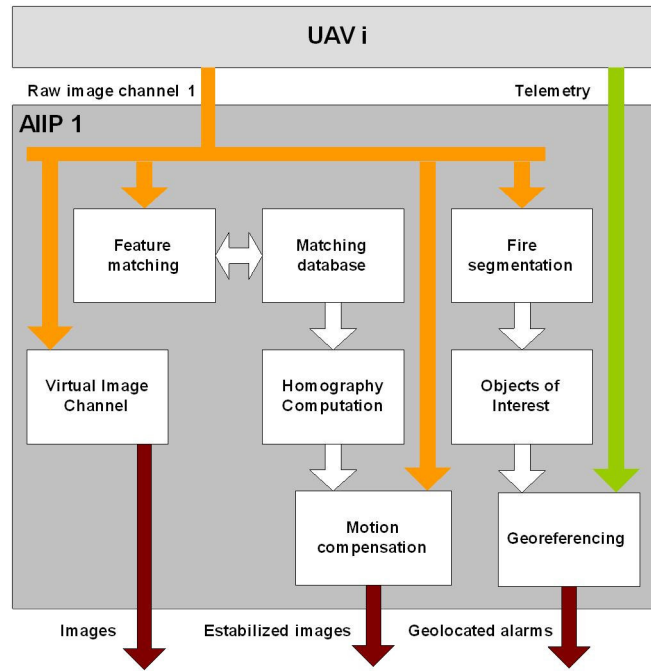 UAV i
Raw image channel 1
Telemetry
AIIP 1
Feature
matching
Matching
database
Fire
segmentation
Virtual Image
Channel
Homography
Computation
Objects of
Interest
Motion
compensation
Georeferencing
Images
Estabilized images
Geolocated alarms